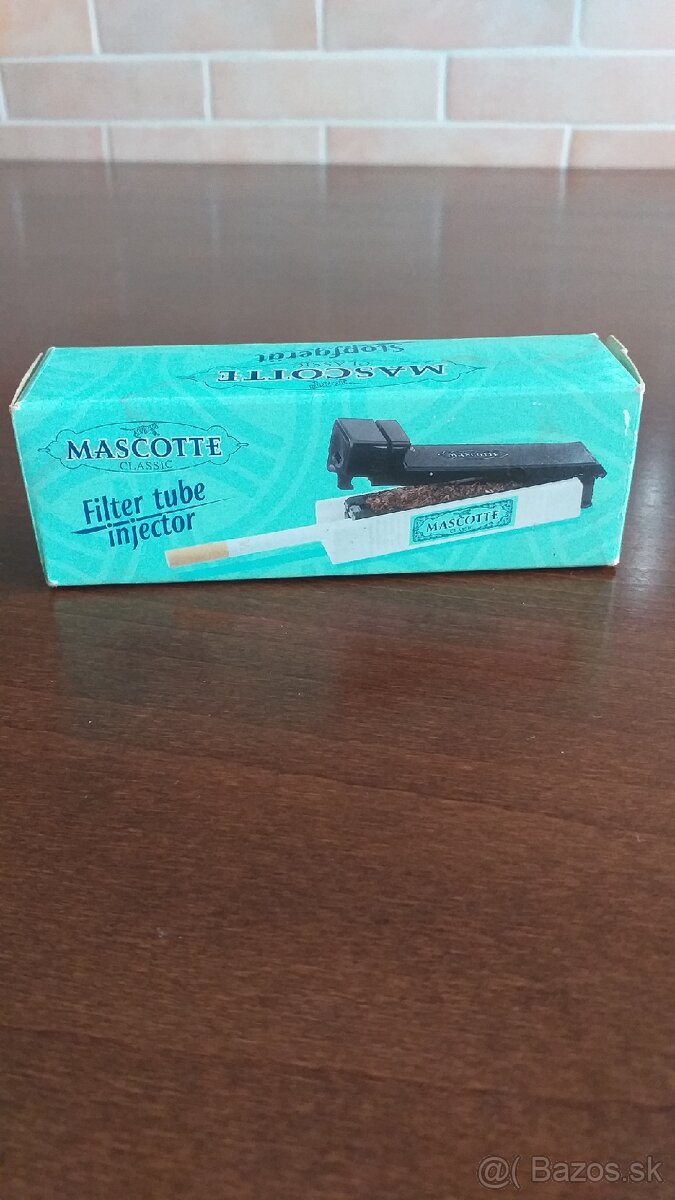 Stopfgerät
CLASSIC
MASCOTTE
MASCOTTE
CLASSIC
Filter tube
injector
MASCOTTE
MASCOTTE
CLASSIC
@( Bazos.sk